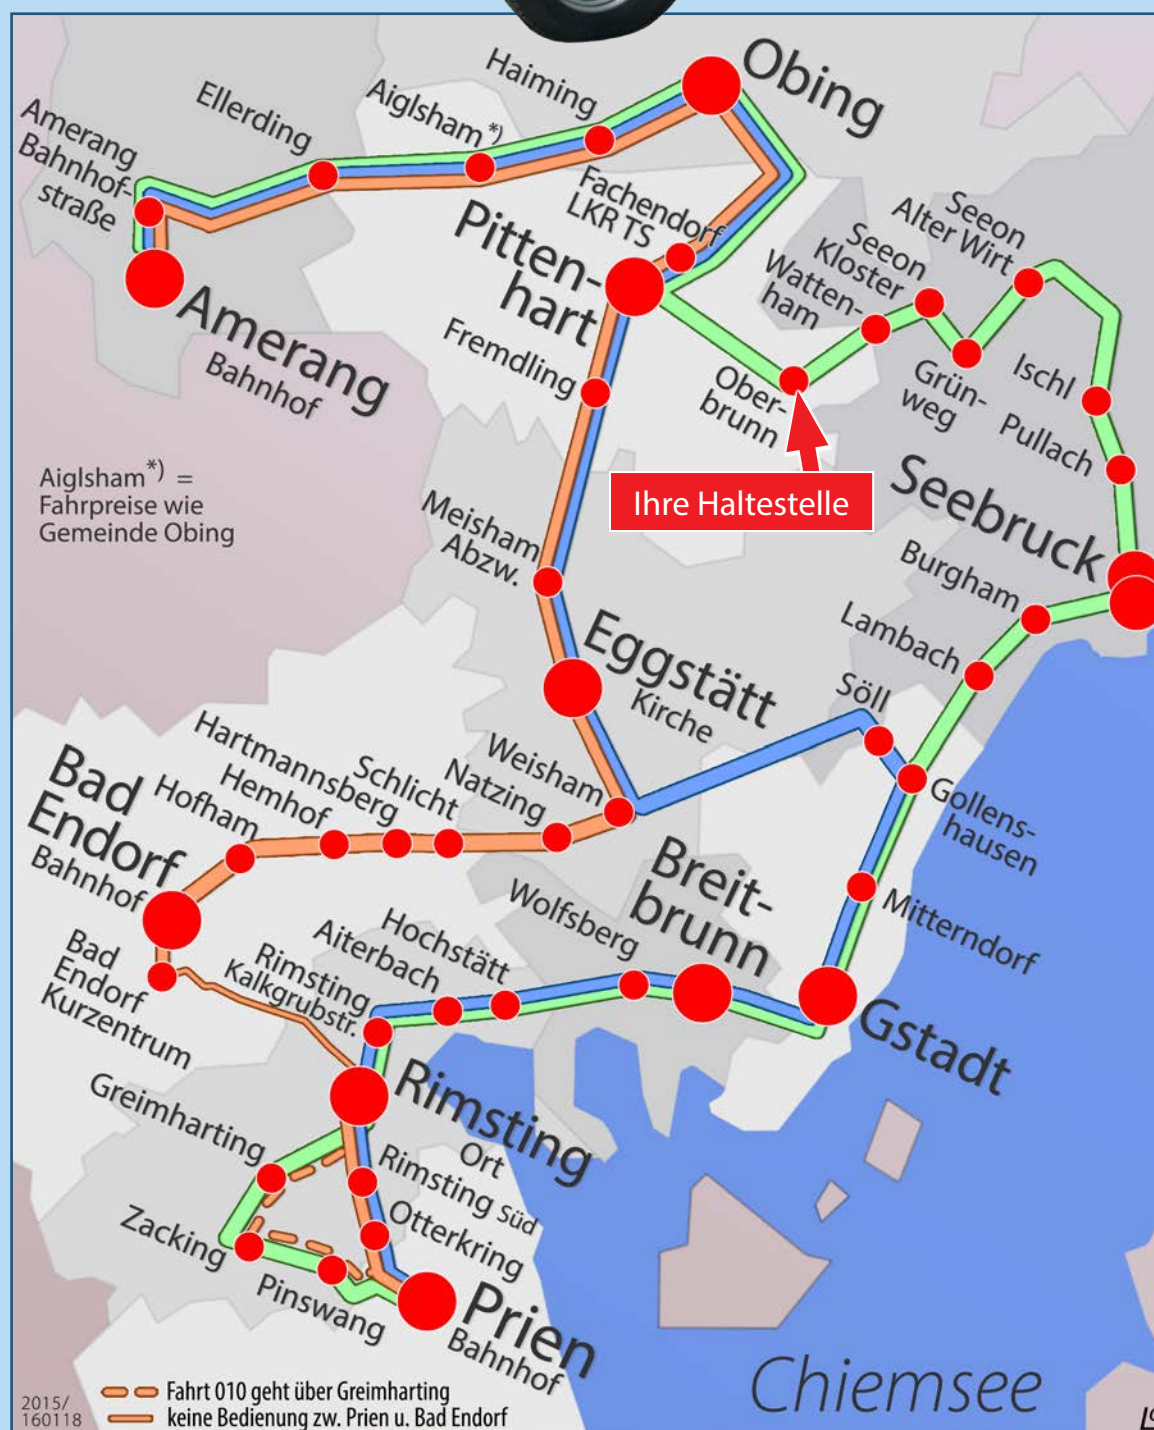 Obing
Haiming
Aiglsham *)
Ellerding
Amerang
Bahnhof-
straße
Amerang
Bahnhof
Fachendorf
LKR TS
Pitten-
hart
Fremdling
Seeon
Alter Wirt
Seeon
Kloster
Watten-
ham
Grün-
weg
Ober-
brunn
Ischl
Pullach
Seebruck
Ihre Haltestelle
Aiglsham *) =
Fahrpreise wie
Gemeinde Obing
Meisham
Abzw.
Burgham
Lambach
Eggstätt
Kirche
Söll
Weisham
Natzing
Schlicht
Hartmannsberg
Hemhof
Hofham
Bad
Endorf
Bahnhof
Gollens-
hausen
Mitterndorf
Breit-
brunn
Wolfsberg
Hochstätt
Aiterbach
Rimsting
Kalkgrubstr.
Bad
Endorf
Kurzentrum
Gstadt
Rimsting
Ort
Rimsting Süd
Otterkring
Greimharting
Zacking
Pinswang
Prien
Bahnhof
Chiemsee
Fahrt 010 geht über Greimharting
keine Bedienung zw. Prien u. Bad Endorf
2015/
160118